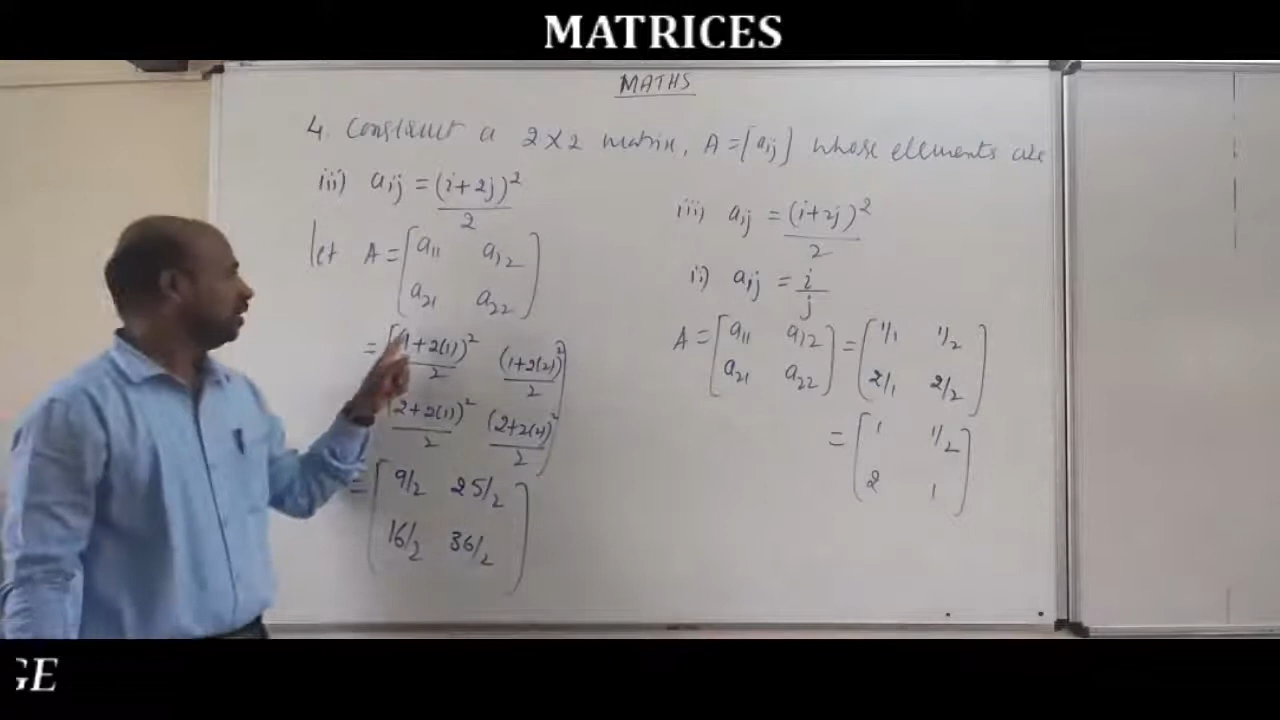 MATRICES
MATHS
4. Construct a 2×2 matrix, A = [aij] whose elements are
iii) aij = (i+2j)²/2
let A = [a11 a12
a21 a22]
= [(1+2(1))²/2 (1+2(2))²/2
(2+2(1))²/2 (2+2(2))²/2]
= [9/2 25/2
16/2 36/2]
iii) aij = (i+2j)²/2
ii) aij = i/j
A = [a11 a12 = [1/1 1/2
a21 a22] 2/1 2/2]
= [1 1/2
2 1]
GE